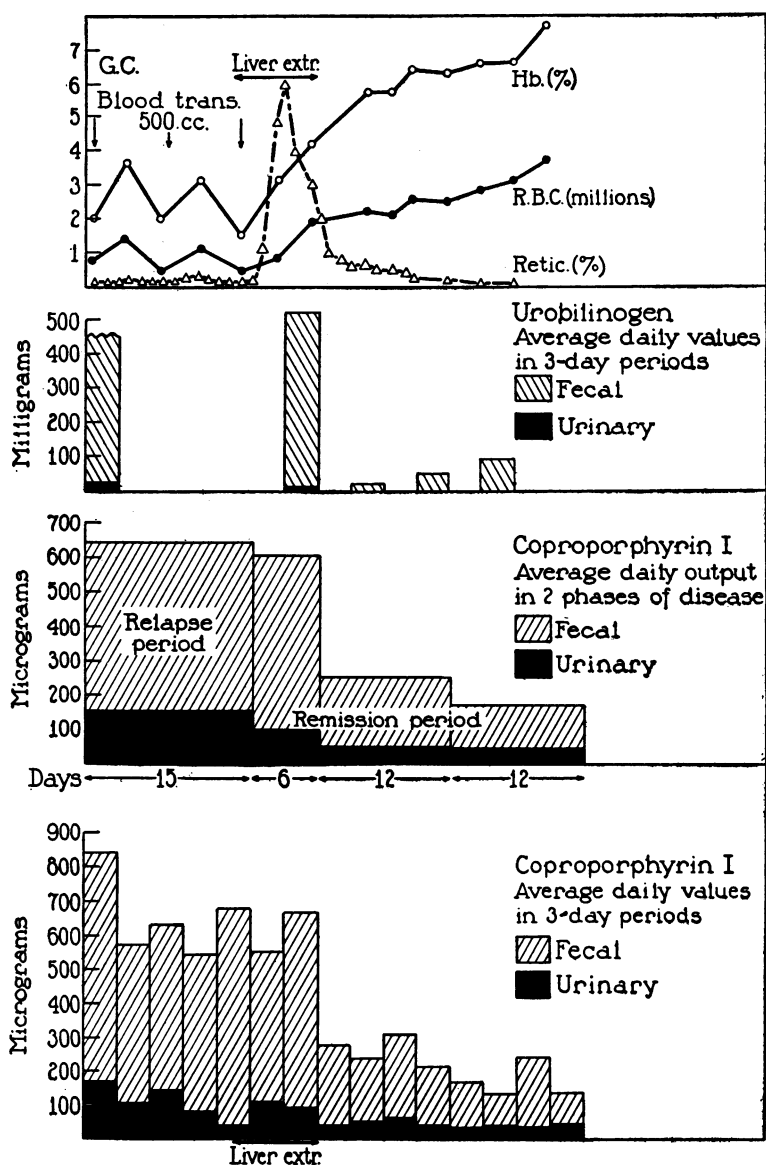 7
6
5
4
3
2
1
G.C.
Liver extr.
Blood trans.
500.cc.
Hb.(%)
R.B.C.(millions)
Retic.(%)
Milligrams
500
400
300
200
100
Urobilinogen
Average daily values
in 3-day periods
Fecal
Urinary
Micrograms
700
600
500
400
300
200
100
Relapse
period
Remission period
Coproporphyrin I
Average daily output
in 2 phases of disease
Fecal
Urinary
Days 15 6 12 12
Micrograms
900
800
700
600
500
400
300
200
100
Coproporphyrin I
Average daily values
in 3-day periods
Fecal
Urinary
Liver extr.